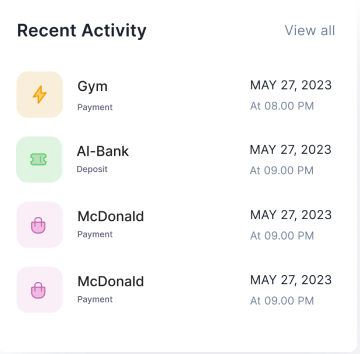 Recent Activity View all
Gym MAY 27, 2023
Payment At 08.00 PM
Al-Bank MAY 27, 2023
Deposit At 09.00 PM
McDonald MAY 27, 2023
Payment At 09.00 PM
McDonald MAY 27, 2023
Payment At 09.00 PM